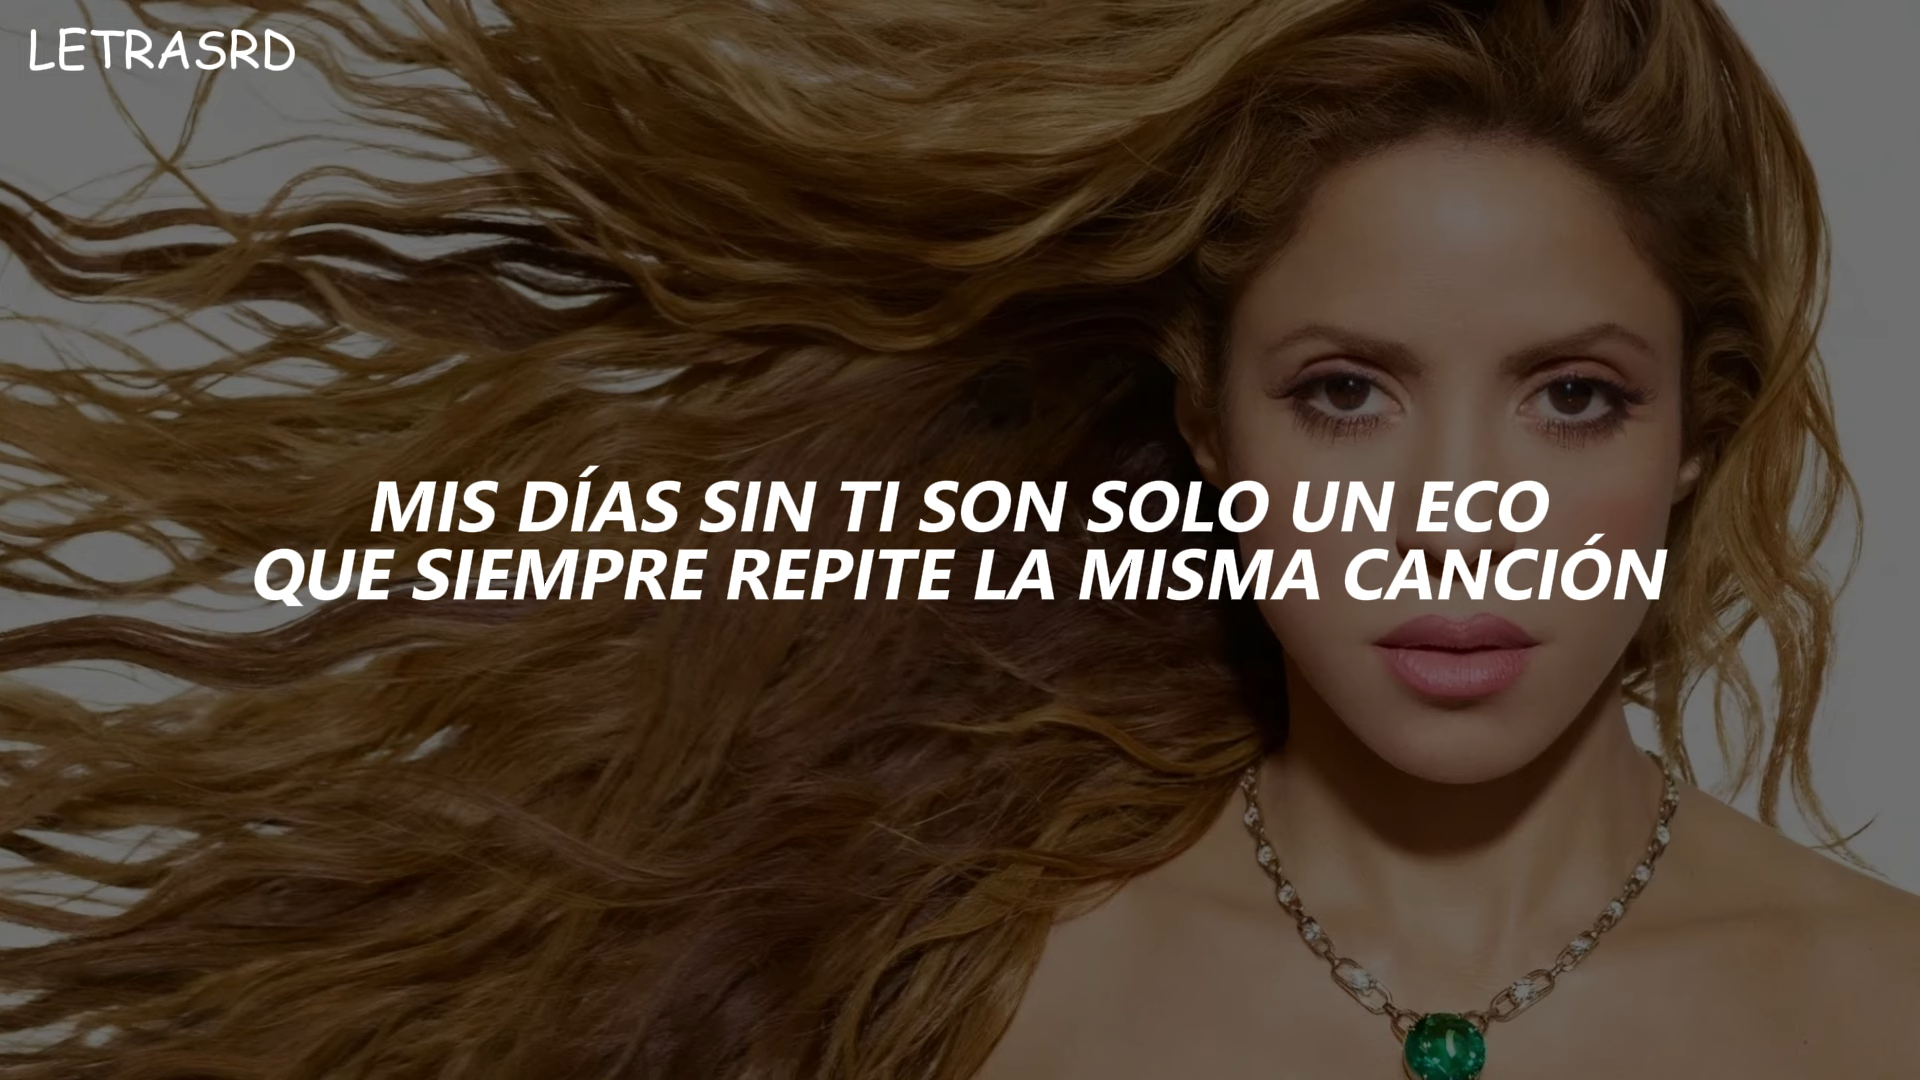 LETRASRD
MIS DÍAS SIN TI SON SOLO UN ECO
QUE SIEMPRE REPITE LA MISMA CANCIÓN